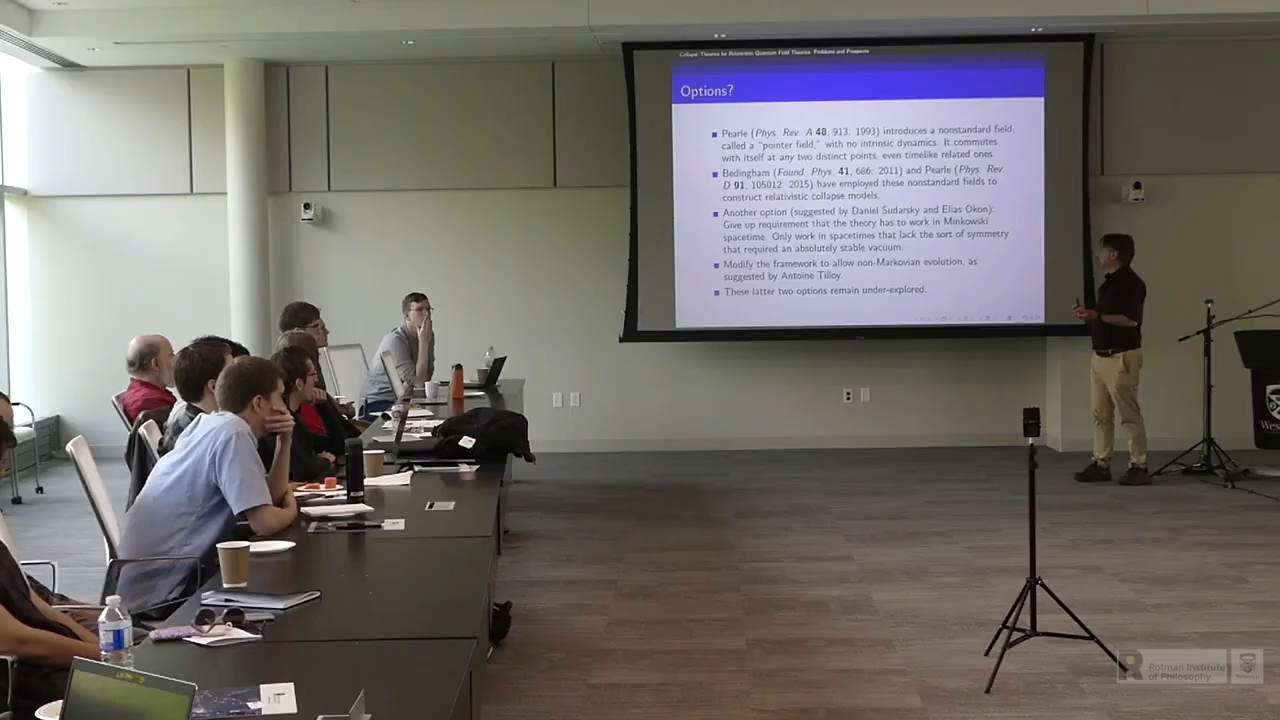 Collapse Theories for Relativistic Quantum Field Theories: Problems and Prospects
Options?
Pearle (Phys. Rev. A 48, 913: 1993) introduces a nonstandard field,
called a "pointer field," with no intrinsic dynamics. It commutes
with itself at any two distinct points, even timelike related ones.
Bedingham (Found. Phys. 41, 686: 2011) and Pearle (Phys. Rev.
D 91, 105012: 2015) have employed these nonstandard fields to
construct relativistic collapse models.
Another option (suggested by Daniel Sudarsky and Elias Okon):
Give up requirement that the theory has to work in Minkowski
spacetime. Only work in spacetimes that lack the sort of symmetry
that required an absolutely stable vacuum.
Modify the framework to allow non-Markovian evolution, as
suggested by Antoine Tilloy.
These latter two options remain under-explored.
Wes
R Rotman Institute
of Philosophy